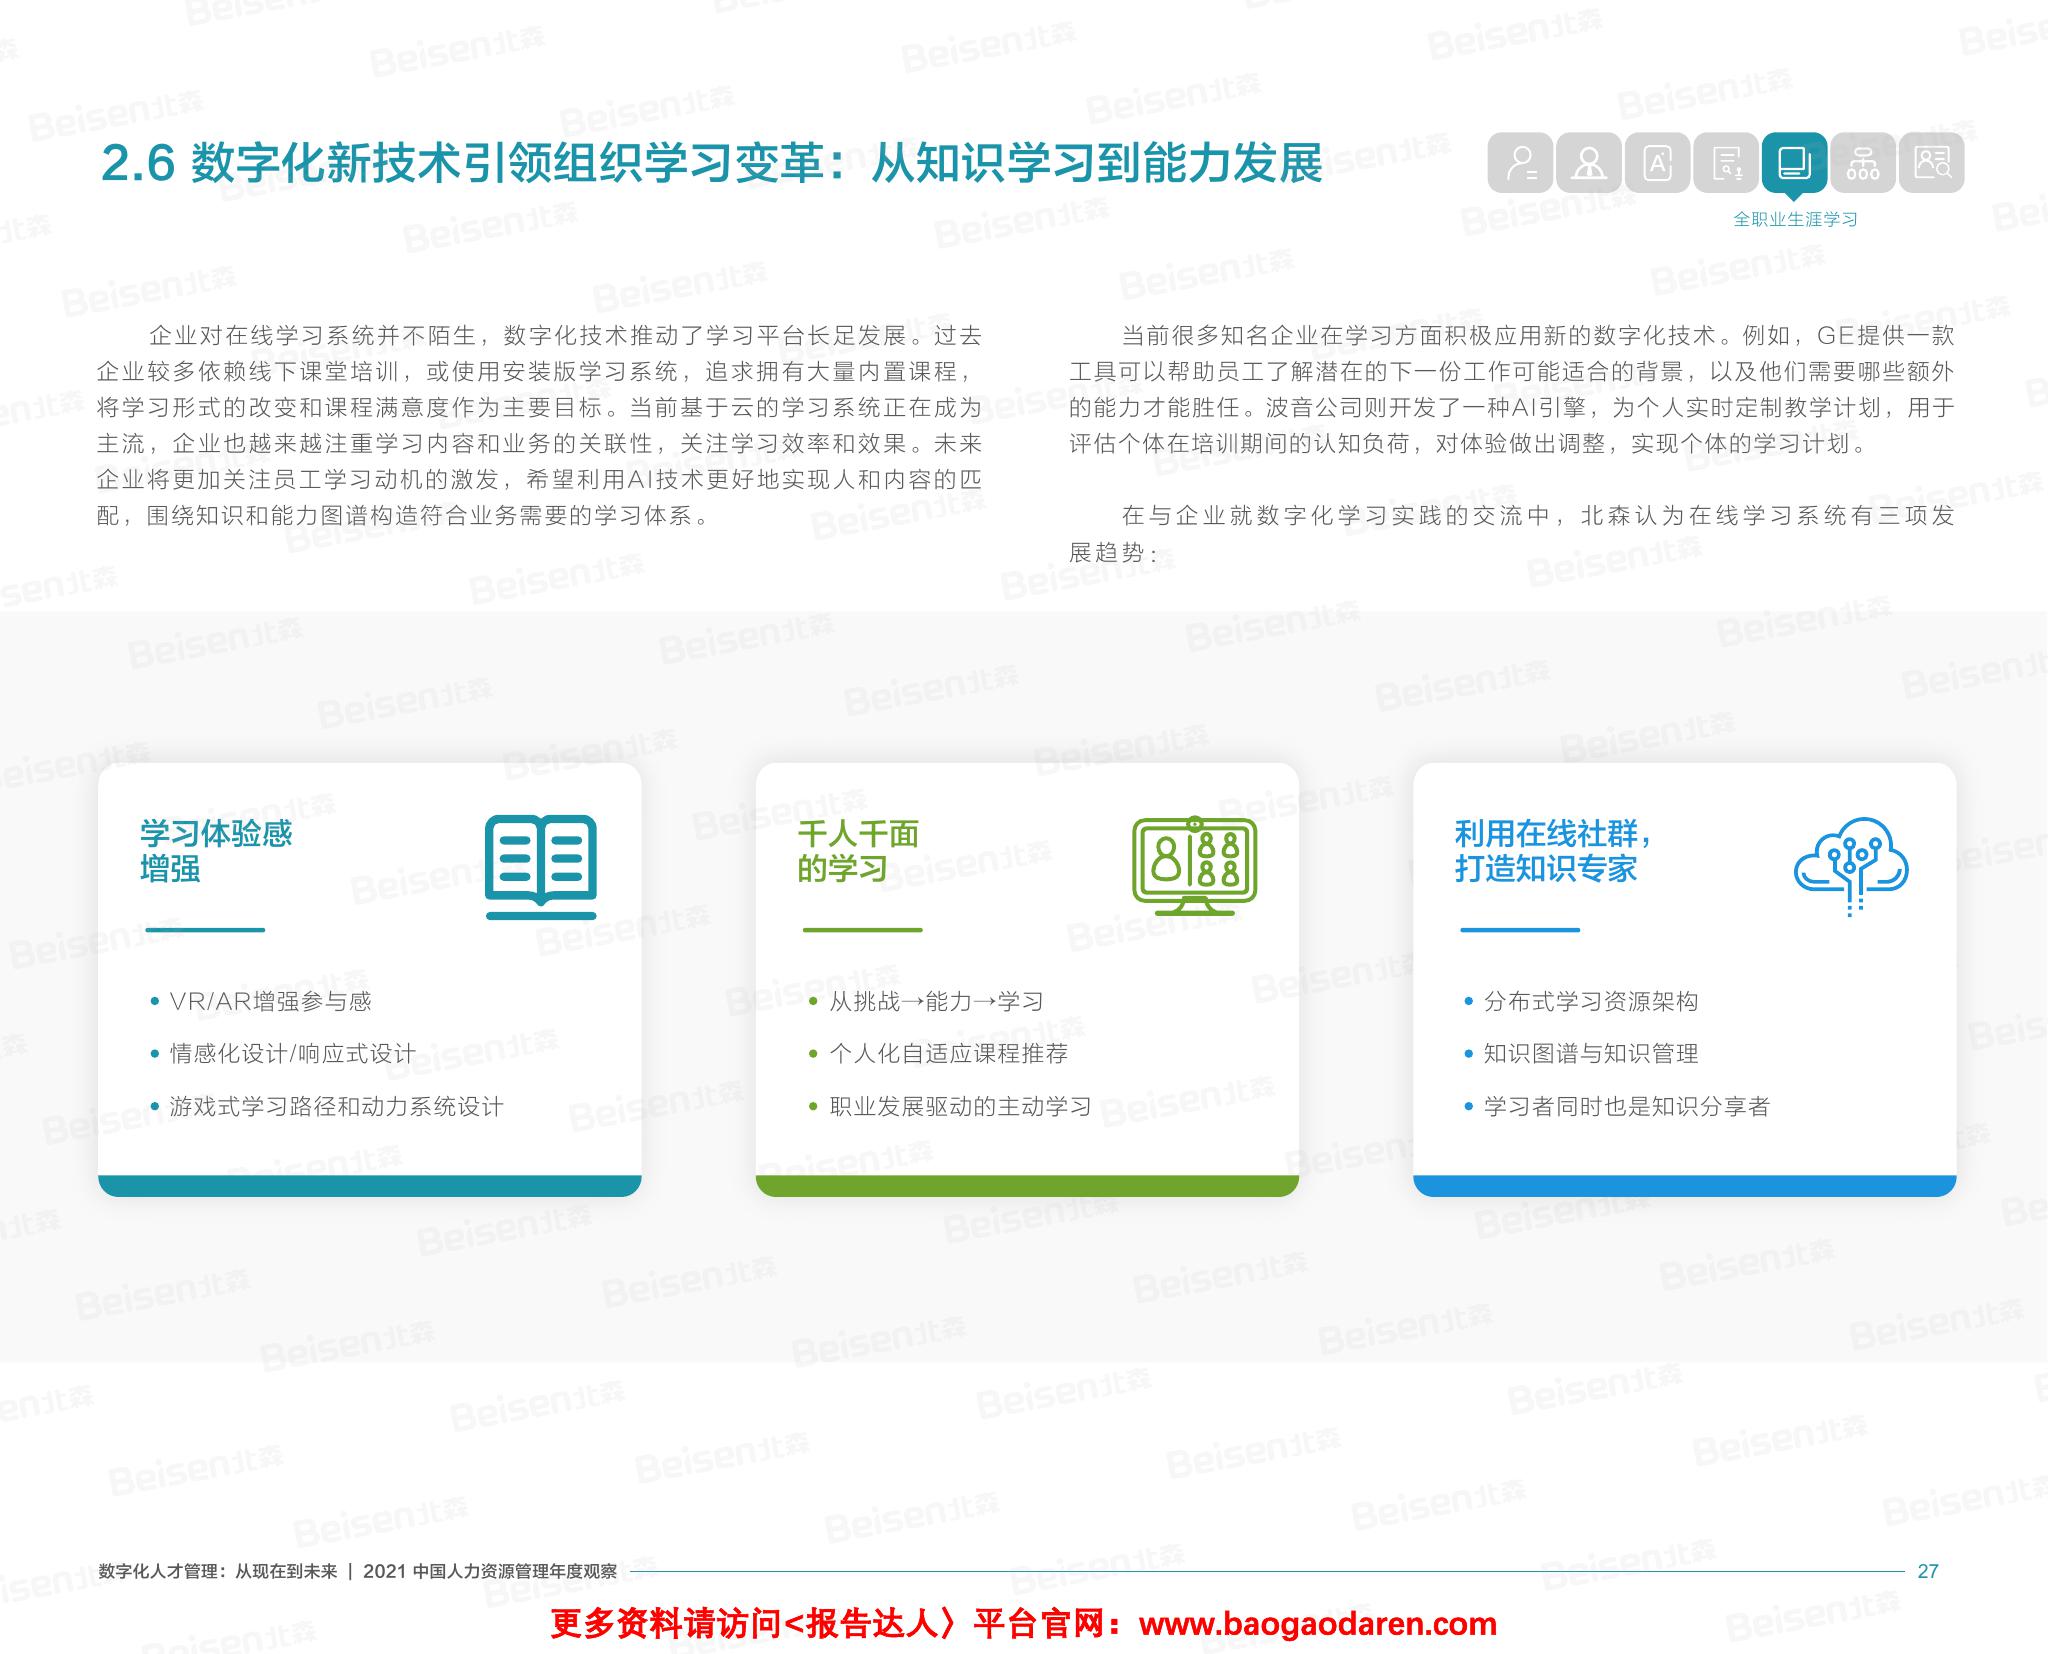 2.6 数字化新技术引领组织学习变革：从知识学习到能力发展
全职业生涯学习
企业对在线学习系统并不陌生，数字化技术推动了学习平台长足发展。过去
企业较多依赖线下课堂培训，或使用安装版学习系统，追求拥有大量内置课程，
将学习形式的改变和课程满意度作为主要目标。当前基于云的学习系统正在成为
主流，企业也越来越注重学习内容和业务的关联性，关注学习效率和效果。未来
企业将更加关注员工学习动机的激发，希望利用AI技术更好地实现人和内容的匹
配，围绕知识和能力图谱构造符合业务需要的学习体系。
当前很多知名企业在学习方面积极应用新的数字化技术。例如，GE提供一款
工具可以帮助员工了解潜在的下一份工作可能适合的背景，以及他们需要哪些额外
的能力才能胜任。波音公司则开发了一种AI引擎，为个人实时定制教学计划，用于
评估个体在培训期间的认知负荷，对体验做出调整，实现个体的学习计划。
在与企业就数字化学习实践的交流中，北森认为在线学习系统有三项发
展趋势：
学习体验感
增强
• VR/AR增强参与感
• 情感化设计/响应式设计
• 游戏式学习路径和动力系统设计
千人千面
的学习
• 从挑战→能力→学习
• 个人化自适应课程推荐
• 职业发展驱动的主动学习
利用在线社群，
打造知识专家
• 分布式学习资源架构
• 知识图谱与知识管理
• 学习者同时也是知识分享者
数字化人才管理：从现在到未来 | 2021 中国人力资源管理年度观察
27
更多资料请访问<报告达人〉平台官网：www.baogaodaren.com
Beisen北森